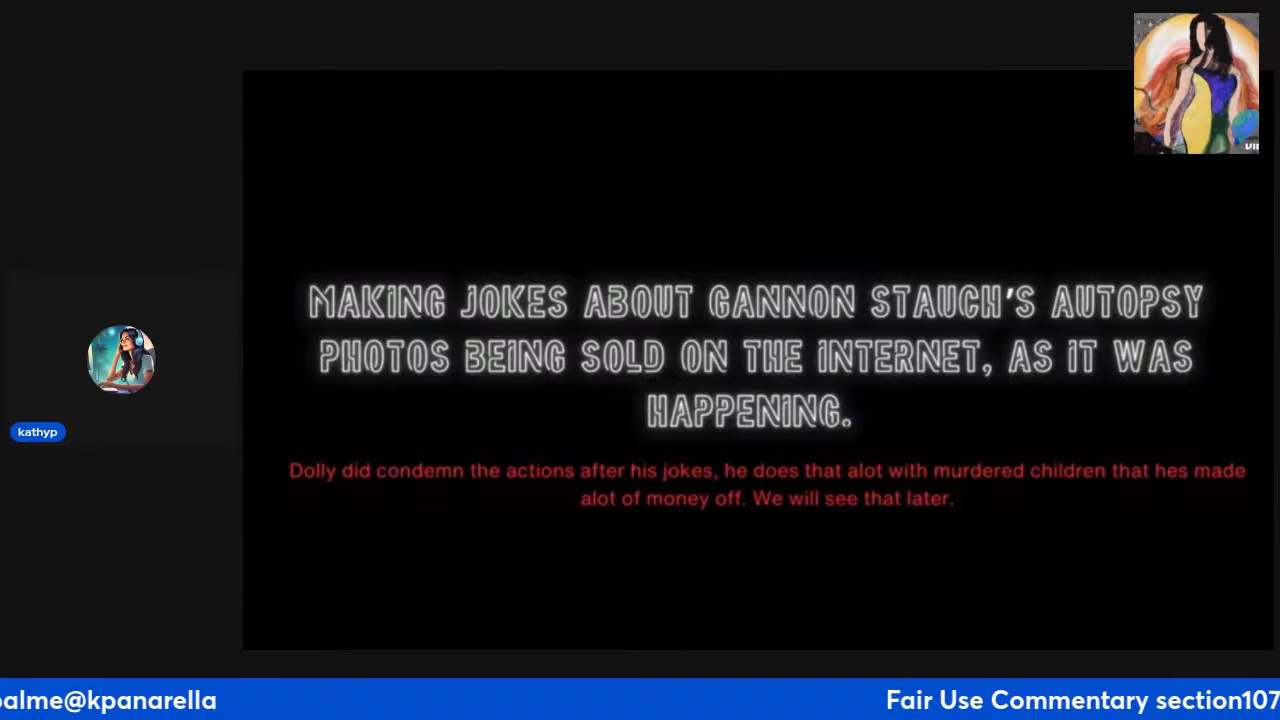 MAKING JOKES ABOUT GANNON STAUCH'S AUTOPSY
PHOTOS BEING SOLD ON THE INTERNET, AS IT WAS
HAPPENING.
Dolly did condemn the actions after his jokes, he does that alot with murdered children that hes made
alot of money off. We will see that later.
kathyp
palme@kpanarella
Fair Use Commentary section107